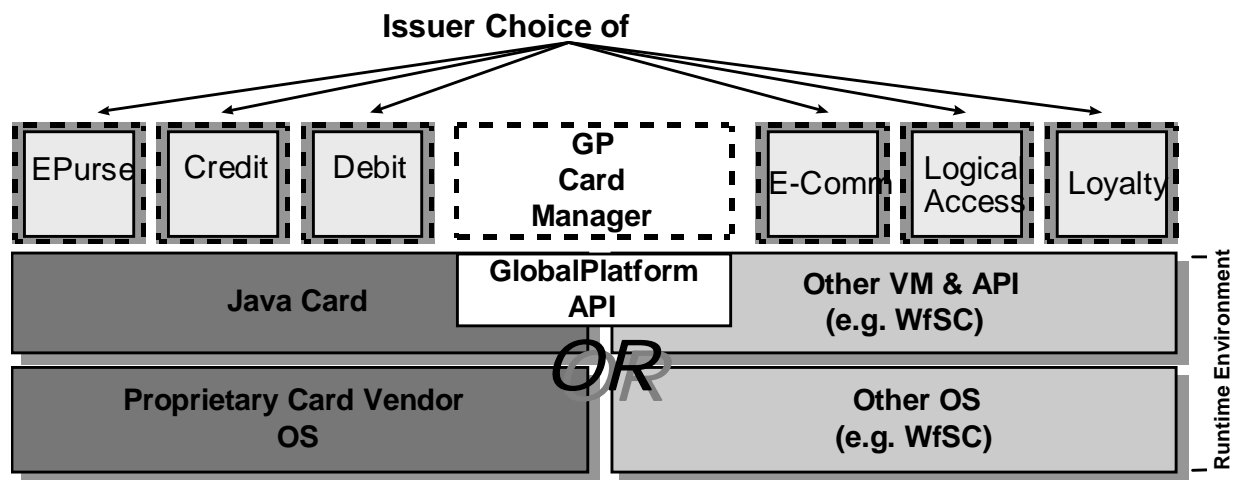 Issuer Choice of
EPurse
Credit
Debit
GP
Card
Manager
E-Comm
Logical
Access
Loyalty
GlobalPlatform
API
Java Card
Other VM & API
(e.g. WfSC)
OR
Proprietary Card Vendor
OS
Other OS
(e.g. WfSC)
Runtime Environment